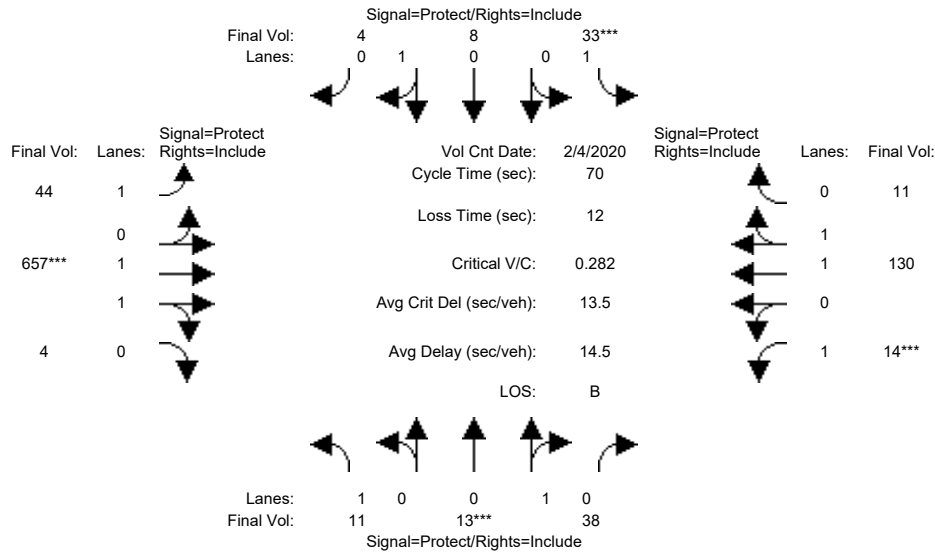 Signal=Protect/Rights=Include
Final Vol: 4 8 33***
Lanes: 0 1 0 0 1
Signal=Protect
Final Vol: Lanes: Rights=Include Vol Cnt Date: 2/4/2020 Signal=Protect Rights=Include Lanes: Final Vol:
Cycle Time (sec): 70
44 1 0 11
Loss Time (sec): 12
0 1
657*** 1 Critical V/C: 0.282 1 130
1 Avg Crit Del (sec/veh): 13.5 0
4 0 Avg Delay (sec/veh): 14.5 1 14***
LOS: B
Lanes: 1 0 0 1 0
Final Vol: 11 13*** 38
Signal=Protect/Rights=Include